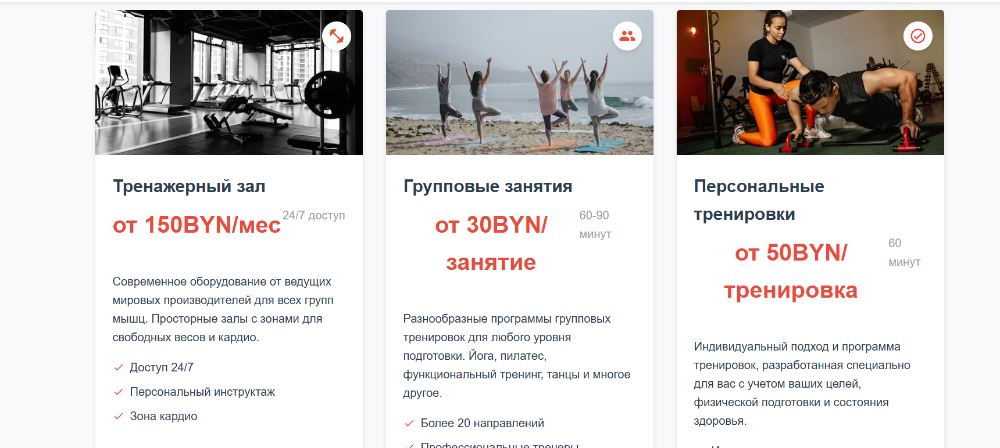 Тренажерный зал
от 150BYN/мес
24/7 доступ
Современное оборудование от ведущих
мировых производителей для всех групп
мышц. Просторные залы с зонами для
свободных весов и кардио.
Доступ 24/7
Персональный инструктаж
Зона кардио
Групповые занятия
от 30BYN/
занятие
60-90
минут
Разнообразные программы групповых
тренировок для любого уровня
подготовки. Йога, пилатес,
функциональный тренинг, танцы и многое
другое.
Более 20 направлений
Профессиональные тренеры
Персональные
тренировки
от 50BYN/
тренировка
60
минут
Индивидуальный подход и программа
тренировок, разработанная специально
для вас с учетом ваших целей,
физической подготовки и состояния
здоровья.